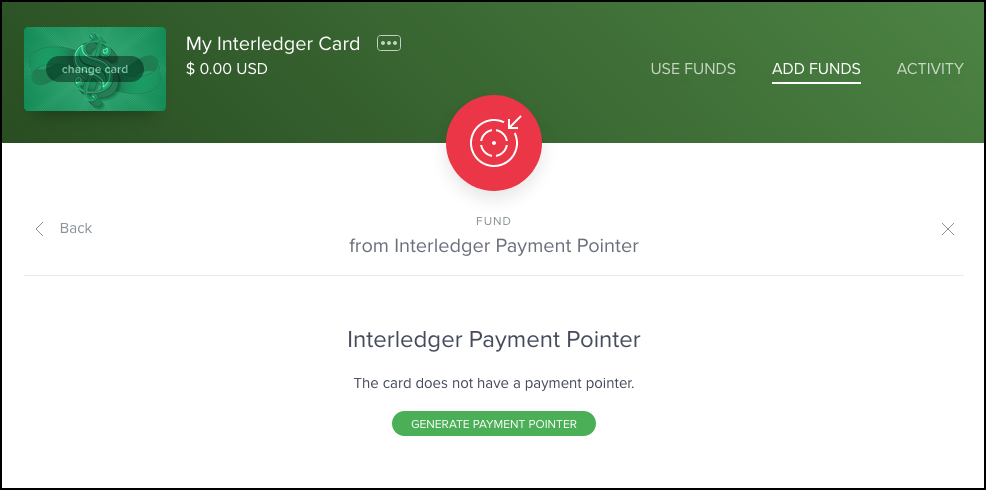 change card
My Interledger Card
$ 0.00 USD
USE FUNDS
ADD FUNDS
ACTIVITY
Back
FUND
from Interledger Payment Pointer
Interledger Payment Pointer
The card does not have a payment pointer.
GENERATE PAYMENT POINTER